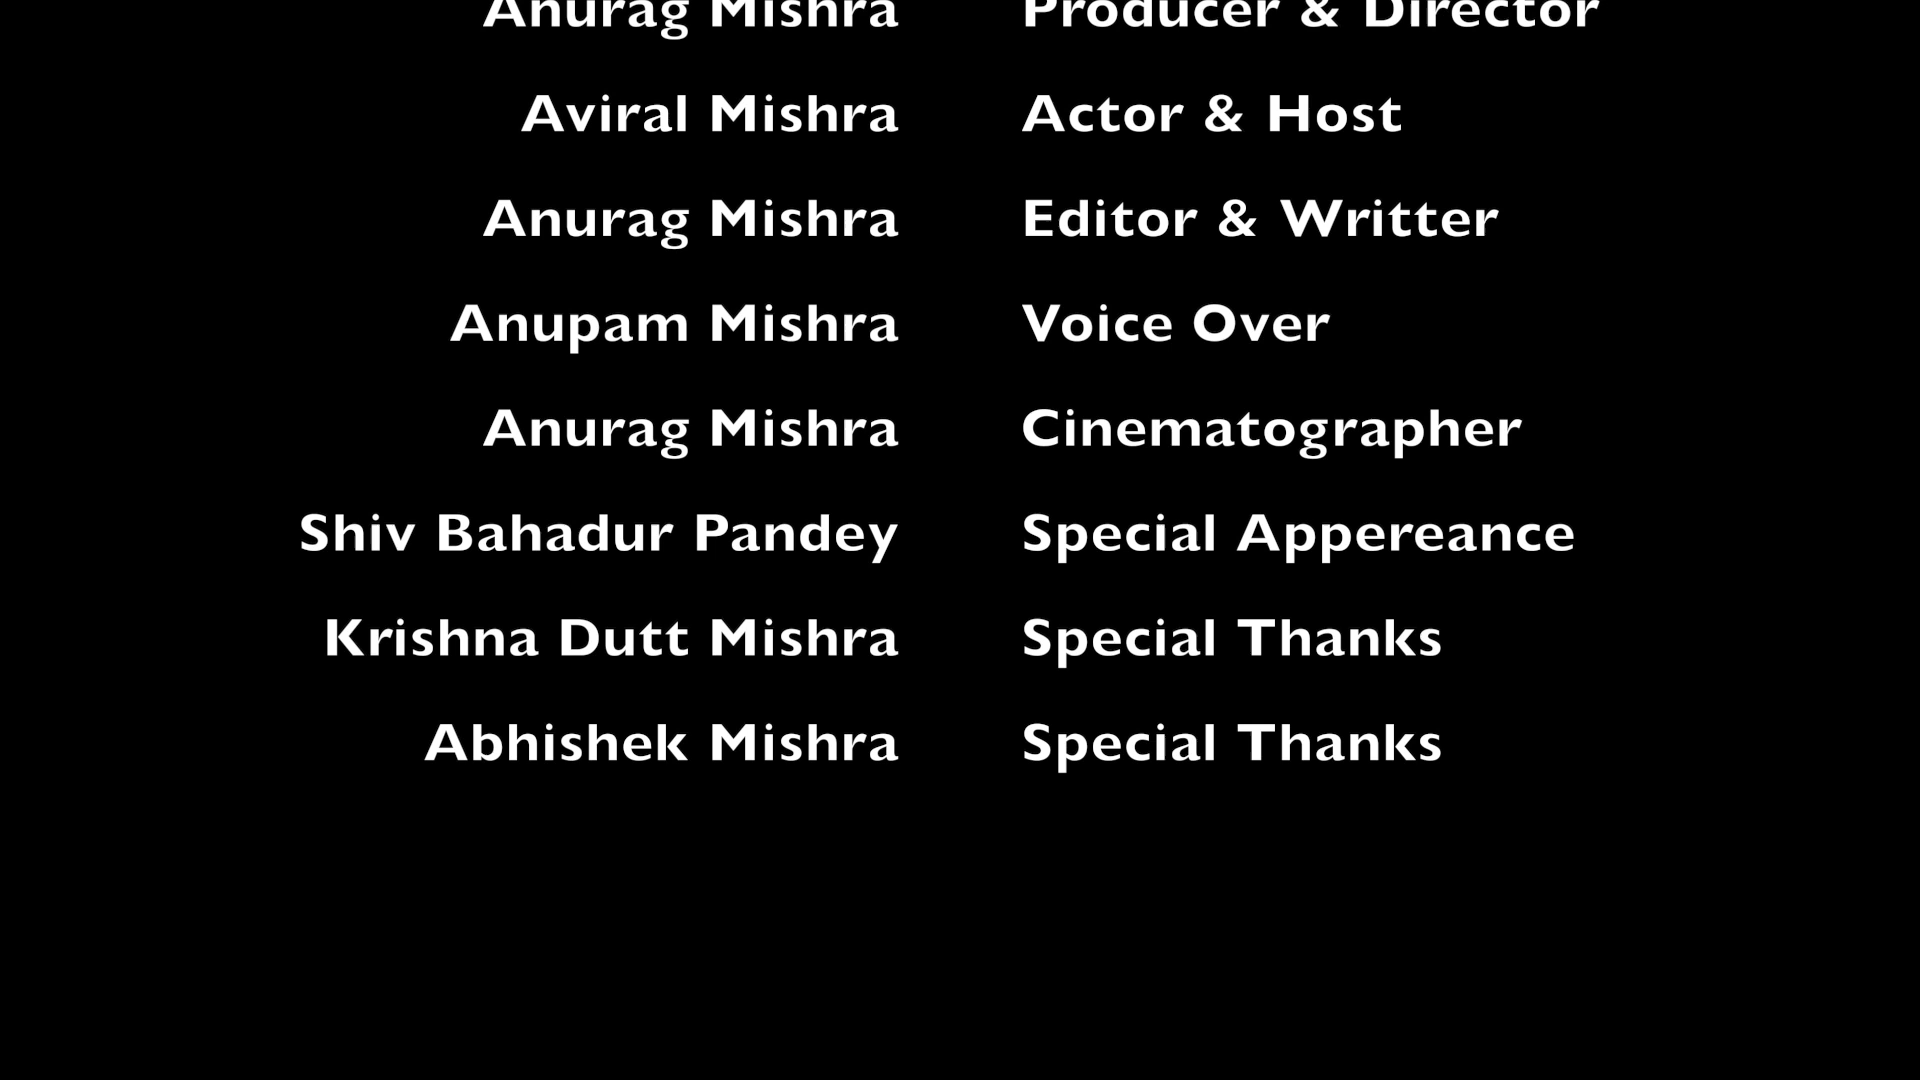 Anurag Mishra Producer & Director
Aviral Mishra Actor & Host
Anurag Mishra Editor & Writter
Anupam Mishra Voice Over
Anurag Mishra Cinematographer
Shiv Bahadur Pandey Special Appereance
Krishna Dutt Mishra Special Thanks
Abhishek Mishra Special Thanks